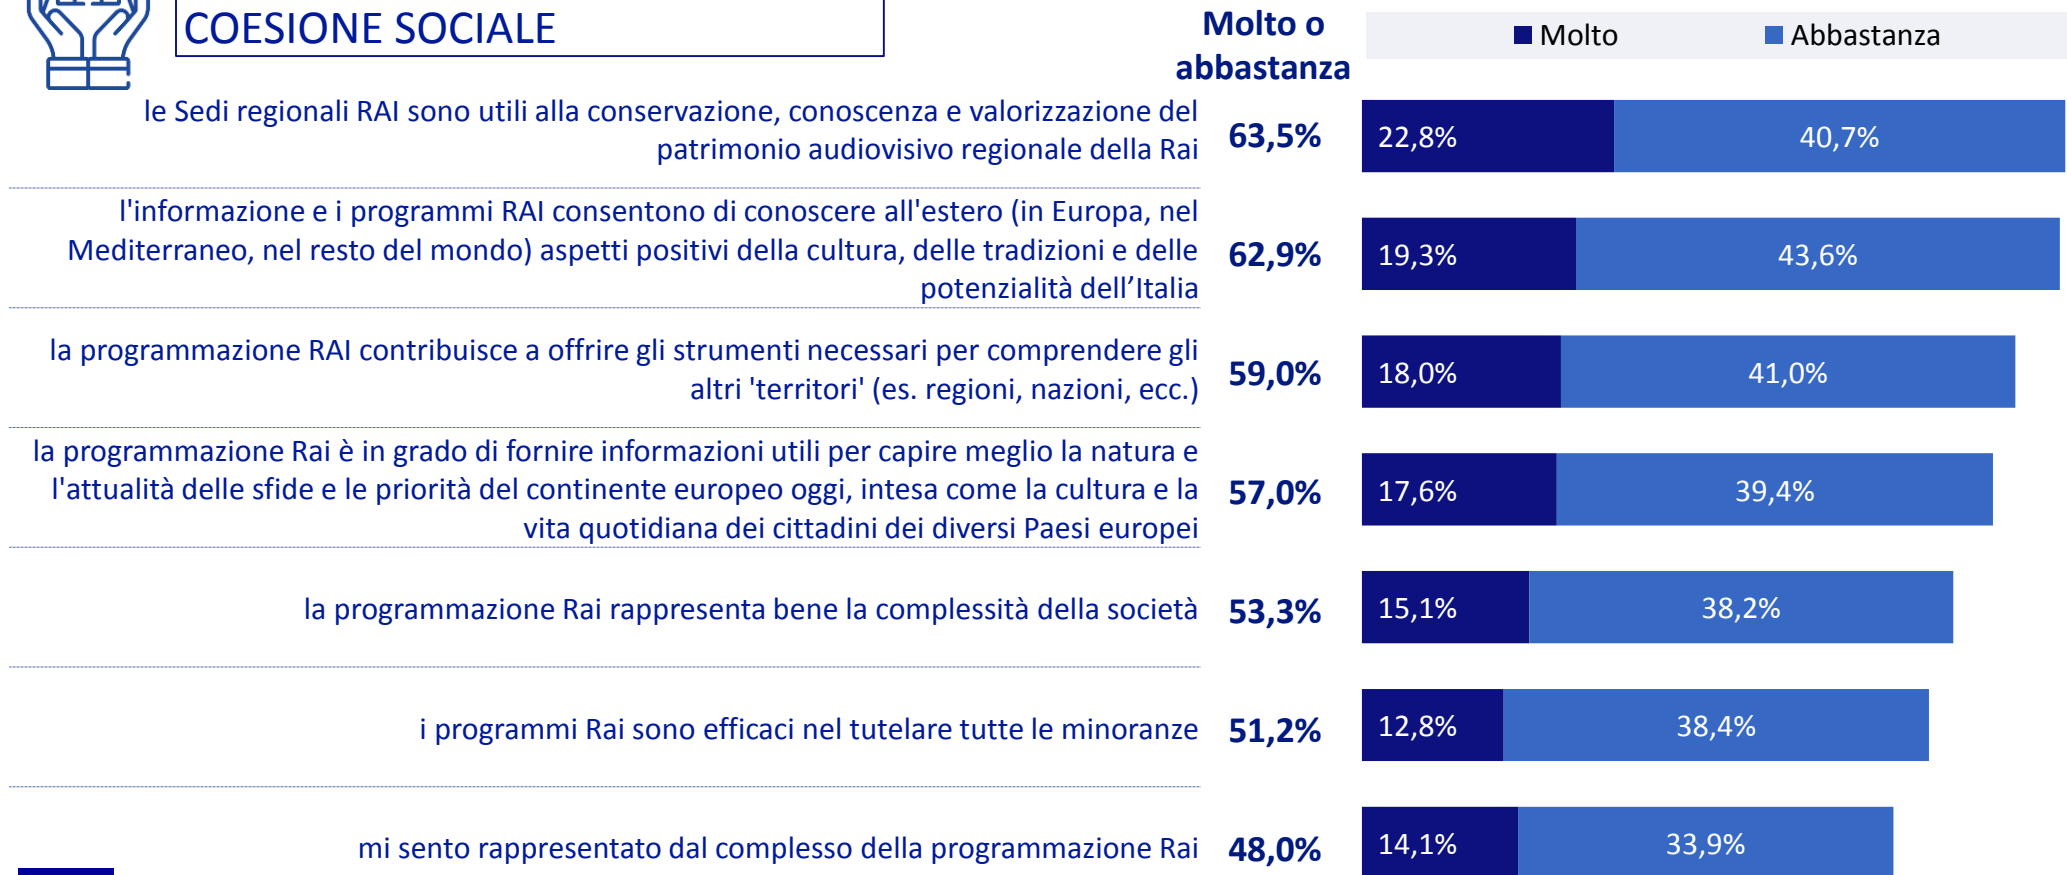 COESIONE SOCIALE
Molto o
abbastanza
Molto
Abbastanza
le Sedi regionali RAI sono utili alla conservazione, conoscenza e valorizzazione del
patrimonio audiovisivo regionale della Rai
63,5%
22,8%
40,7%
l'informazione e i programmi RAI consentono di conoscere all'estero (in Europa, nel
Mediterraneo, nel resto del mondo) aspetti positivi della cultura, delle tradizioni e delle
potenzialità dell’Italia
62,9%
19,3%
43,6%
la programmazione RAI contribuisce a offrire gli strumenti necessari per comprendere gli
altri 'territori' (es. regioni, nazioni, ecc.)
59,0%
18,0%
41,0%
la programmazione Rai è in grado di fornire informazioni utili per capire meglio la natura e
l'attualità delle sfide e le priorità del continente europeo oggi, intesa come la cultura e la
vita quotidiana dei cittadini dei diversi Paesi europei
57,0%
17,6%
39,4%
la programmazione Rai rappresenta bene la complessità della società
53,3%
15,1%
38,2%
i programmi Rai sono efficaci nel tutelare tutte le minoranze
51,2%
12,8%
38,4%
mi sento rappresentato dal complesso della programmazione Rai
48,0%
14,1%
33,9%